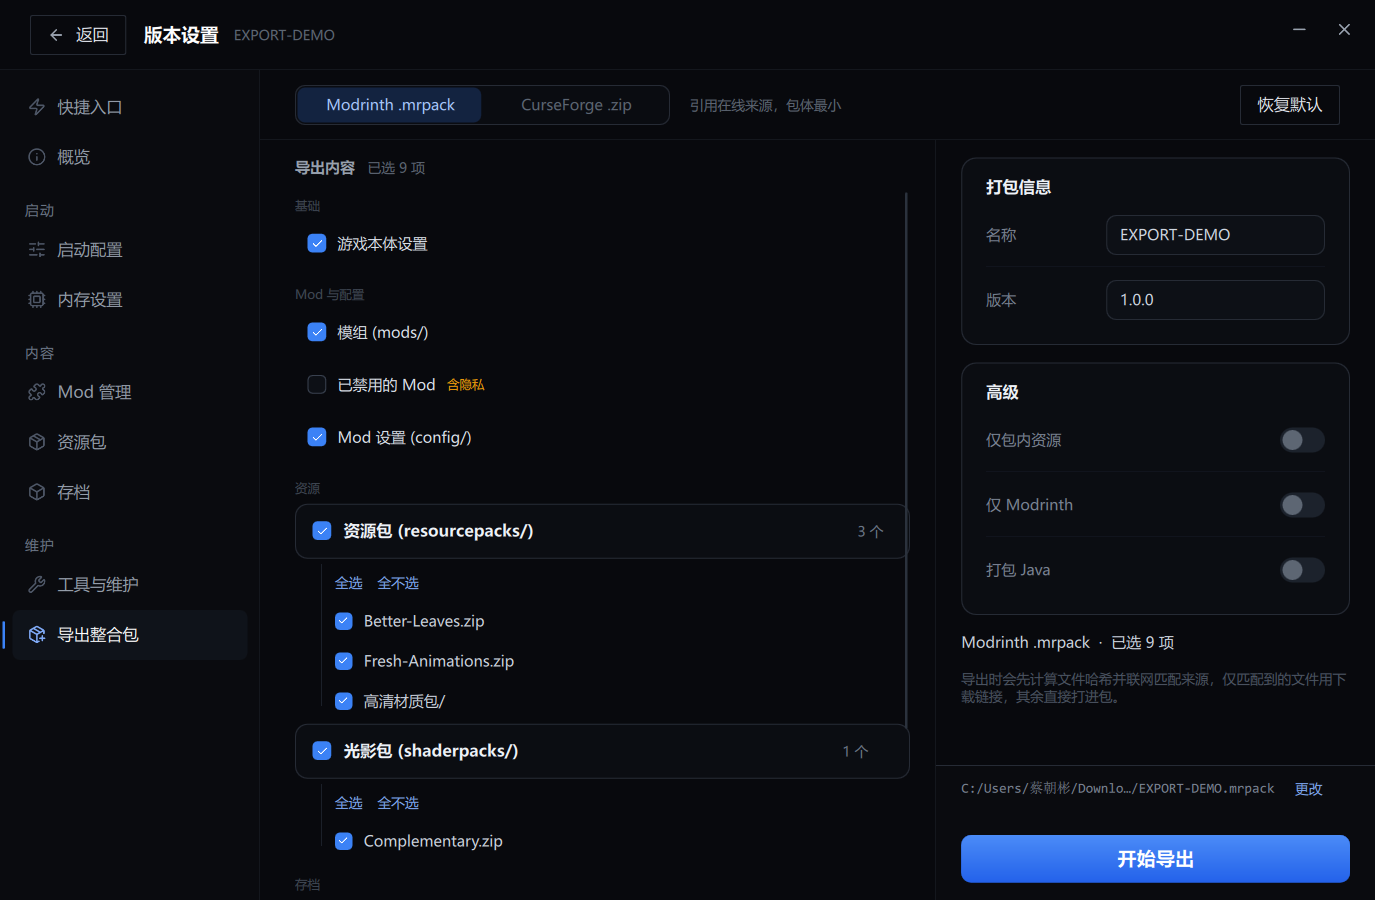 返回
版本设置 EXPORT-DEMO
快捷入口
概览
启动
启动配置
内存设置
内容
Mod 管理
资源包
存档
维护
工具与维护
导出整合包
Modrinth .mrpack
CurseForge .zip
引用在线来源，包体最小
恢复默认
导出内容 已选 9 项
基础
游戏本体设置
Mod 与配置
模组 (mods/)
已禁用的 Mod 含隐私
Mod 设置 (config/)
资源
资源包 (resourcepacks/) 3 个
全选 全不选
Better-Leaves.zip
Fresh-Animations.zip
高清材质包/
光影包 (shaderpacks/) 1 个
全选 全不选
Complementary.zip
存档
打包信息
名称 EXPORT-DEMO
版本 1.0.0
高级
仅包内资源
仅 Modrinth
打包 Java
Modrinth .mrpack · 已选 9 项
导出时会先计算文件哈希并联网匹配来源，仅匹配到的文件用下
载链接，其余直接打进包。
C:/Users/蔡朝彬/Downlo…/EXPORT-DEMO.mrpack 更改
开始导出